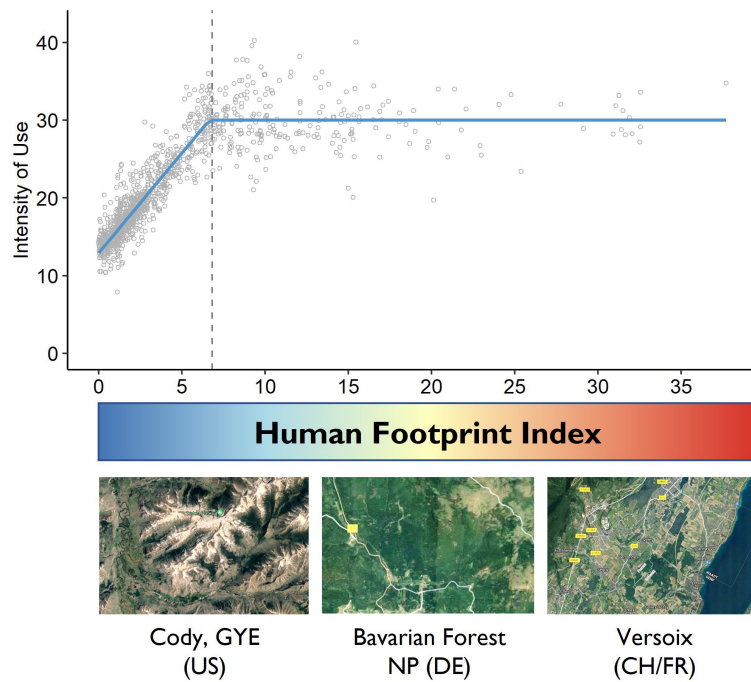 40
30
20
10
0
Intensity of Use
0 5 10 15 20 25 30 35
Human Footprint Index
Cody, GYE
(US)
Bavarian Forest
NP (DE)
Versoix
(CH/FR)